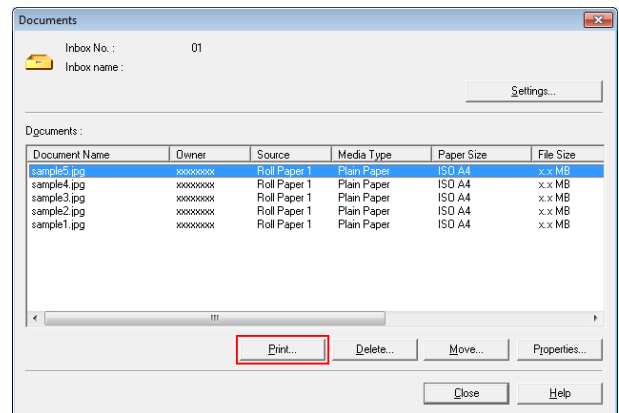 Documents
Inbox No. : 01
Inbox name :
Settings...
Documents :
Document Name Owner Source Media Type Paper Size File Size
sample5.jpg xxxxxxxx Roll Paper 1 Plain Paper ISO A4 x.x MB
sample4.jpg xxxxxxxx Roll Paper 1 Plain Paper ISO A4 x.x MB
sample3.jpg xxxxxxxx Roll Paper 1 Plain Paper ISO A4 x.x MB
sample2.jpg xxxxxxxx Roll Paper 1 Plain Paper ISO A4 x.x MB
sample1.jpg xxxxxxxx Roll Paper 1 Plain Paper ISO A4 x.x MB
Print... Delete... Move... Properties...
Close Help